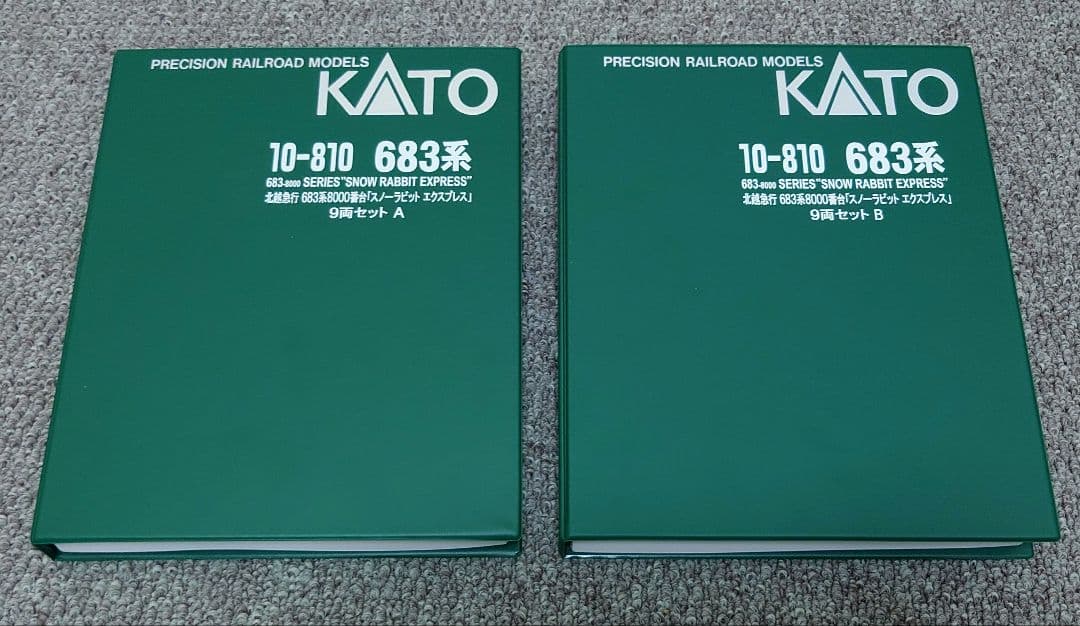 PRECISION RAILROAD MODELS
KATO
10-810 683系
683-8000 SERIES"SNOW RABBIT EXPRESS"
北越急行 683系8000番台「スノーラビット エクスプレス」
9両セット A
PRECISION RAILROAD MODELS
KATO
10-810 683系
683-8000 SERIES"SNOW RABBIT EXPRESS"
北越急行 683系8000番台「スノーラビット エクスプレス」
9両セット B